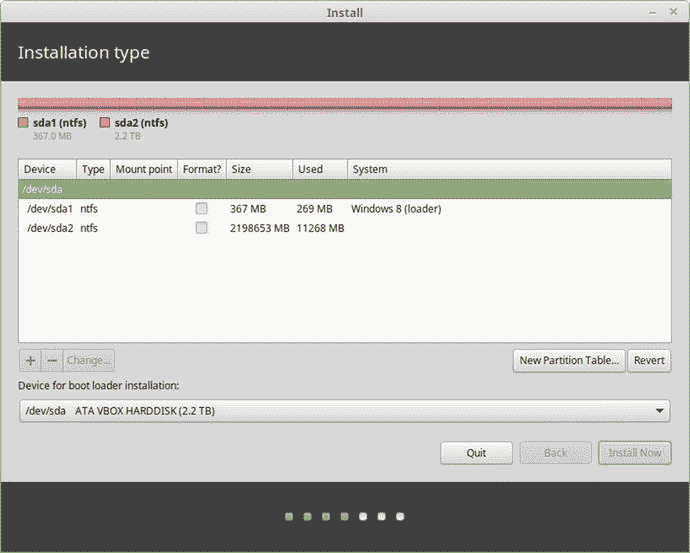 Install
Installation type
sda1 (ntfs) sda2 (ntfs)
367.0 MB 2.2 TB
Device Type Mount point Format? Size Used System
/dev/sda
/dev/sda1 ntfs 367 MB 269 MB Windows 8 (loader)
/dev/sda2 ntfs 2198653 MB 11268 MB
+ − Change... New Partition Table... Revert
Device for boot loader installation:
/dev/sda ATA VBOX HARDDISK (2.2 TB)
Quit Back Install Now